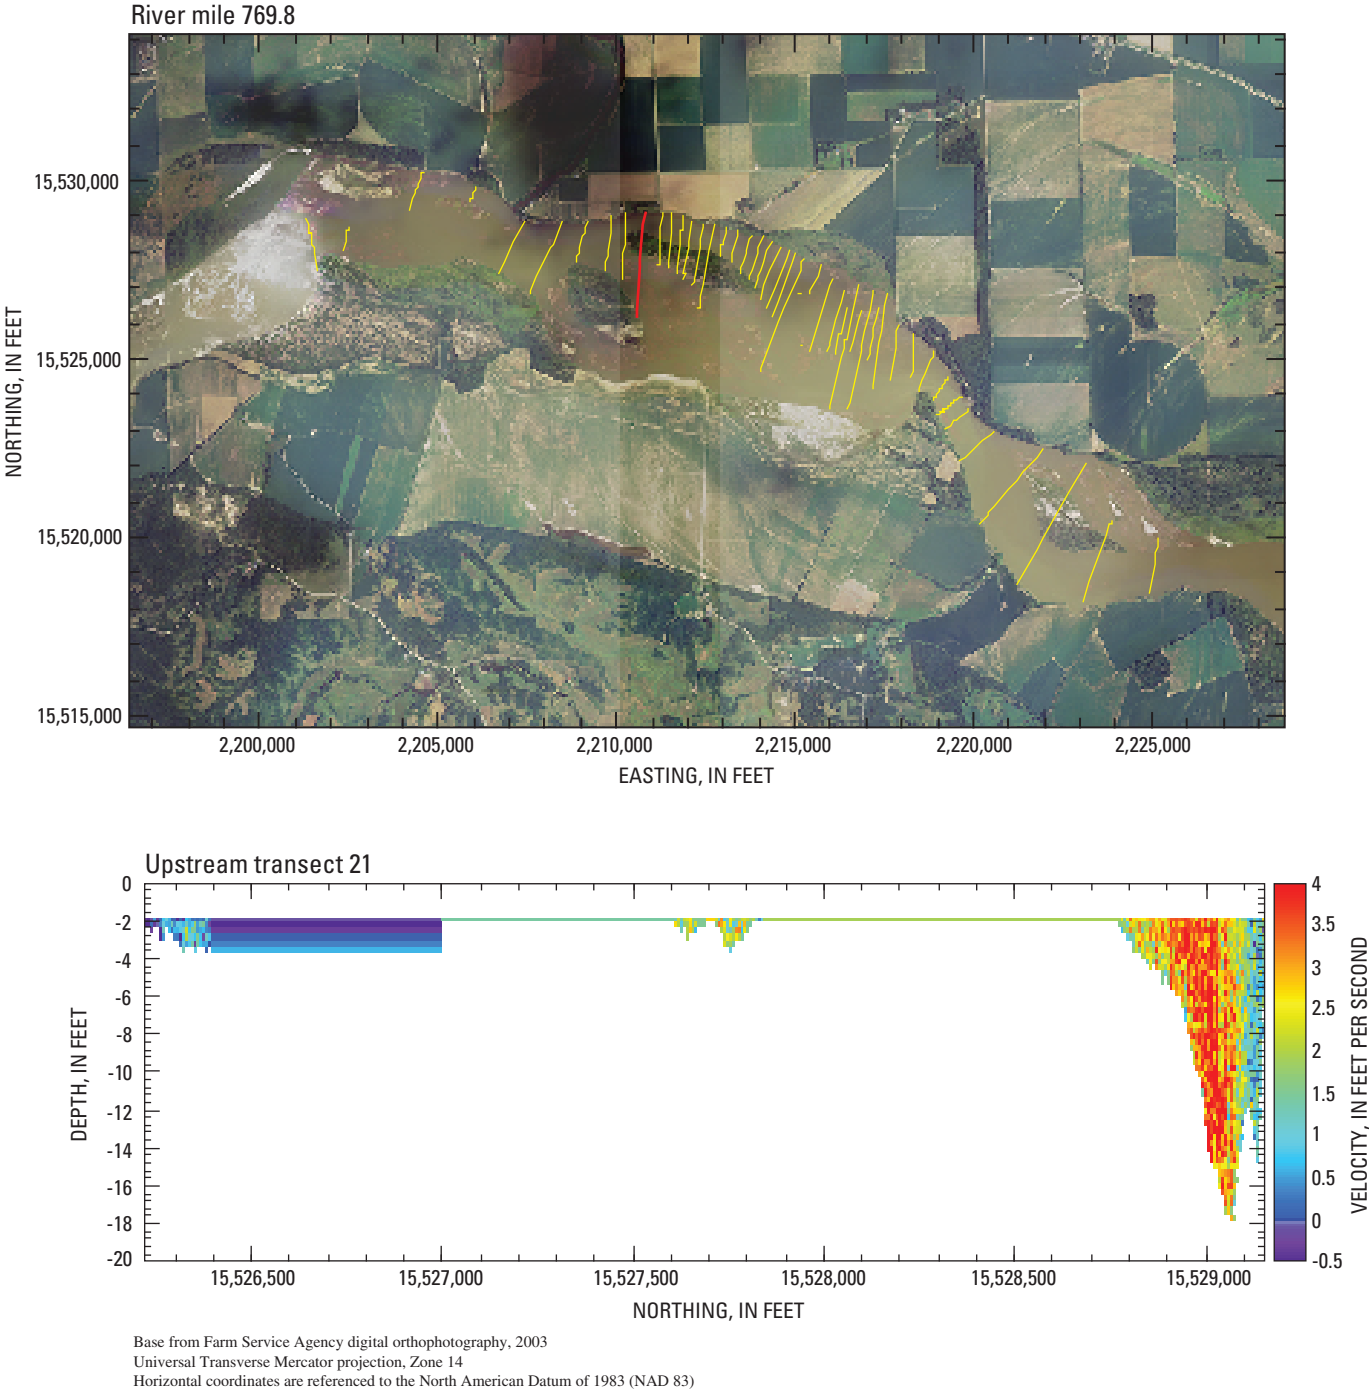 River mile 769.8
15,530,000
15,525,000
15,520,000
15,515,000
NORTHING, IN FEET
2,200,000 2,205,000 2,210,000 2,215,000 2,220,000 2,225,000
EASTING, IN FEET
Upstream transect 21
0
-2
-4
-6
-8
-10
-12
-14
-16
-18
-20
DEPTH, IN FEET
15,526,500 15,527,000 15,527,500 15,528,000 15,528,500 15,529,000
NORTHING, IN FEET
4
3.5
3
2.5
2
1.5
1
0.5
0
-0.5
VELOCITY, IN FEET PER SECOND
Base from Farm Service Agency digital orthophotography, 2003
Universal Transverse Mercator projection, Zone 14
Horizontal coordinates are referenced to the North American Datum of 1983 (NAD 83)